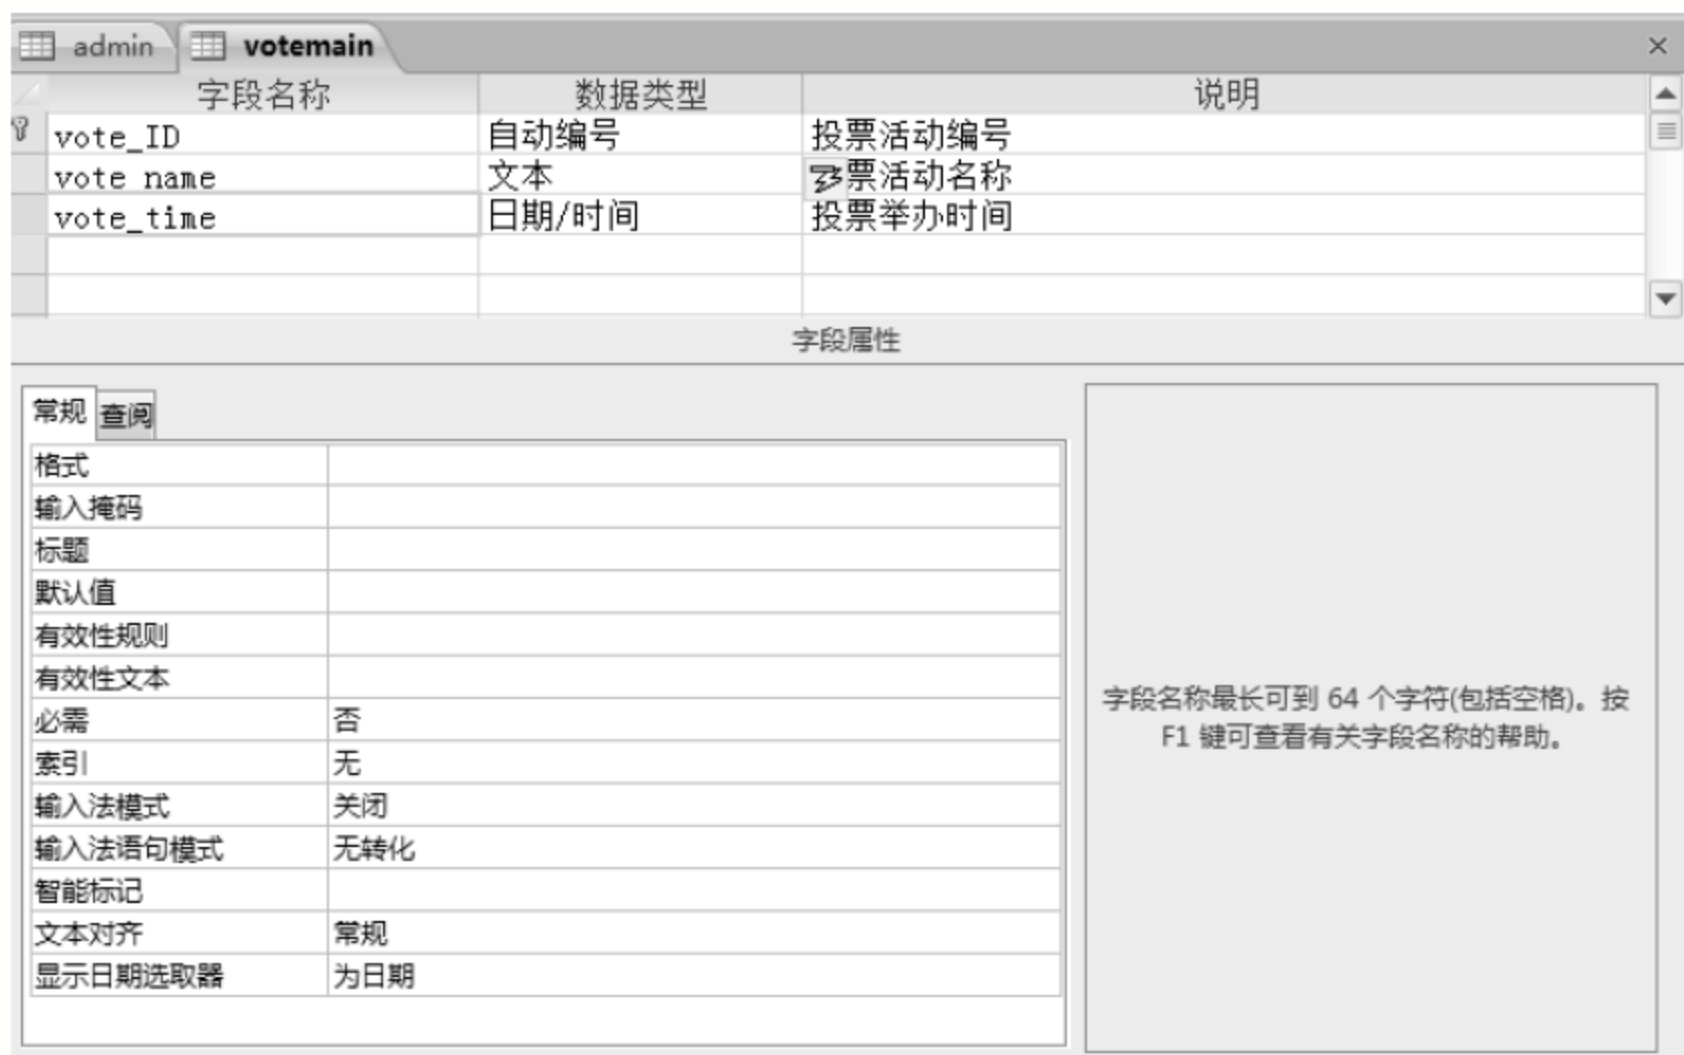 admin votemain
字段名称 数据类型 说明
vote_ID 自动编号 投票活动编号
vote name 文本 票活动名称
vote_time 日期/时间 投票举办时间
字段属性
常规 查阅
格式
输入掩码
标题
默认值
有效性规则
有效性文本
必需 否
索引 无
输入法模式 关闭
输入法语句模式 无转化
智能标记
文本对齐 常规
显示日期选取器 为日期
字段名称最长可到 64 个字符(包括空格)。按
F1 键可查看有关字段名称的帮助。